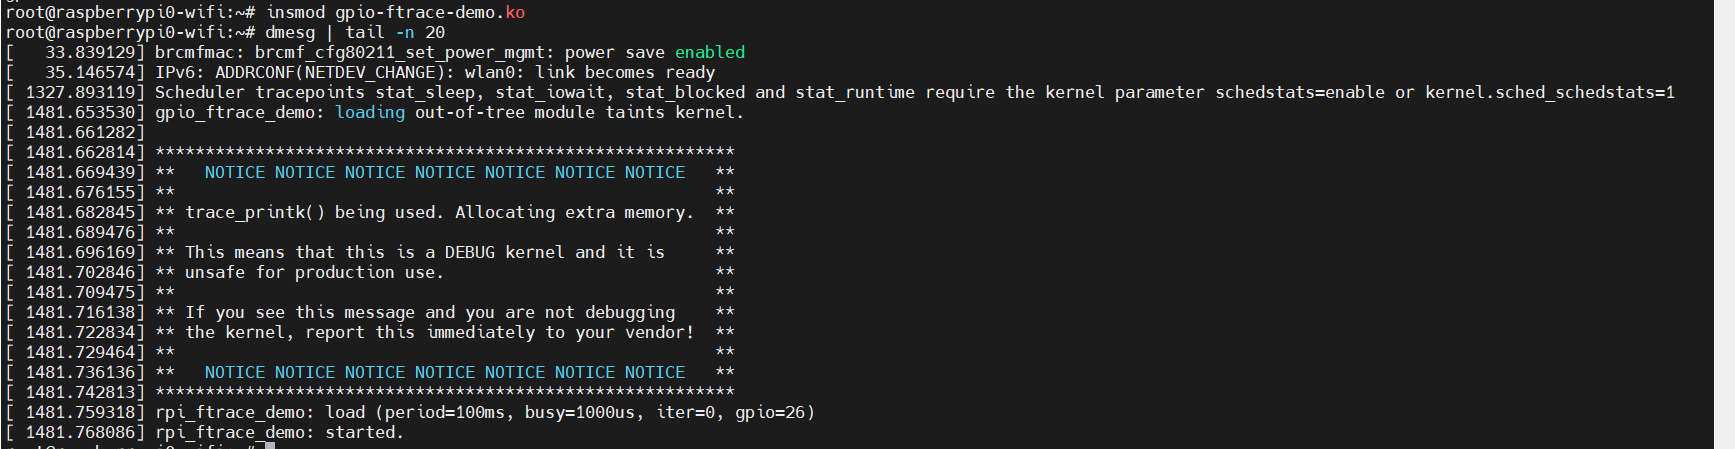 root@raspberrypi0-wifi:~# insmod gpio-ftrace-demo.ko
root@raspberrypi0-wifi:~# dmesg | tail -n 20
[   33.839129] brcmfmac: brcmf_cfg80211_set_power_mgmt: power save enabled
[   35.146574] IPv6: ADDRCONF(NETDEV_CHANGE): wlan0: link becomes ready
[ 1327.893119] Scheduler tracepoints stat_sleep, stat_iowait, stat_blocked and stat_runtime require the kernel parameter schedstats=enable or kernel.sched_schedstats=1
[ 1481.653530] gpio_ftrace_demo: loading out-of-tree module taints kernel.
[ 1481.661282]
[ 1481.662814] **********************************************************
[ 1481.669439] **   NOTICE NOTICE NOTICE NOTICE NOTICE NOTICE NOTICE   **
[ 1481.676155] **                                                      **
[ 1481.682845] ** trace_printk() being used. Allocating extra memory.  **
[ 1481.689476] **                                                      **
[ 1481.696169] ** This means that this is a DEBUG kernel and it is     **
[ 1481.702846] ** unsafe for production use.                           **
[ 1481.709475] **                                                      **
[ 1481.716138] ** If you see this message and you are not debugging    **
[ 1481.722834] ** the kernel, report this immediately to your vendor!  **
[ 1481.729464] **                                                      **
[ 1481.736136] **   NOTICE NOTICE NOTICE NOTICE NOTICE NOTICE NOTICE   **
[ 1481.742813] **********************************************************
[ 1481.759318] rpi_ftrace_demo: load (period=100ms, busy=1000us, iter=0, gpio=26)
[ 1481.768086] rpi_ftrace_demo: started.